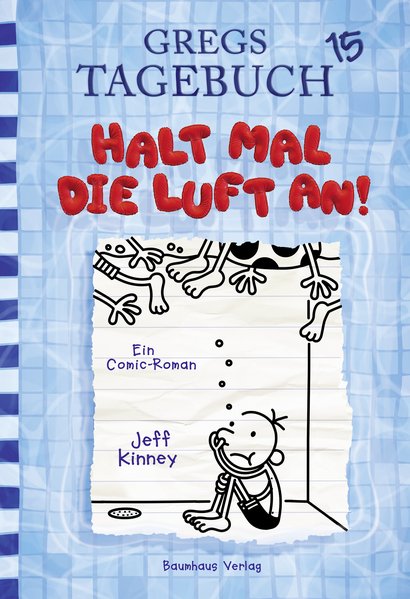 GREGS
TAGEBUCH 15
HALT MAL
DIE LUFT AN!
Ein
Comic-Roman
Jeff
Kinney
Baumhaus Verlag